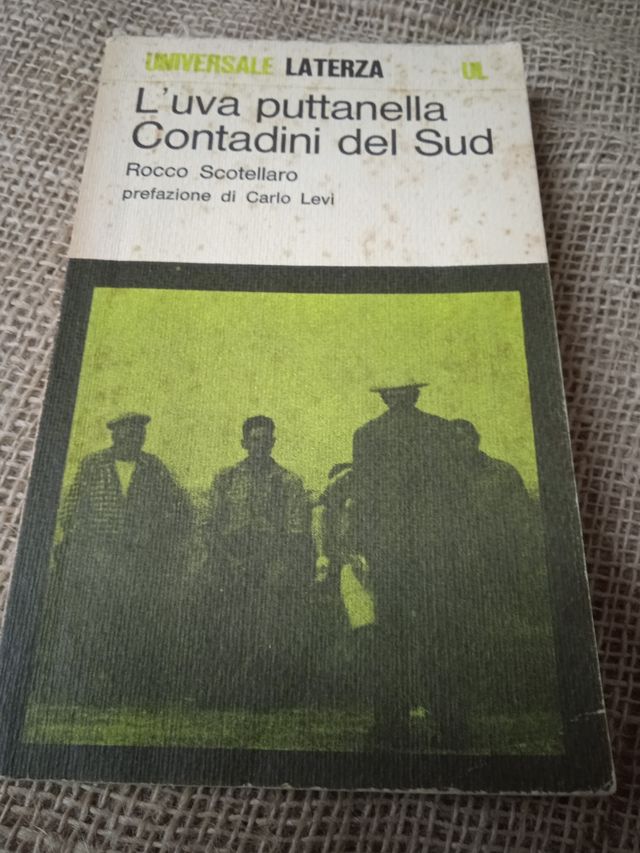 UNIVERSALE LATERZA UL
L'uva puttanella
Contadini del Sud
Rocco Scotellaro
prefazione di Carlo Levi